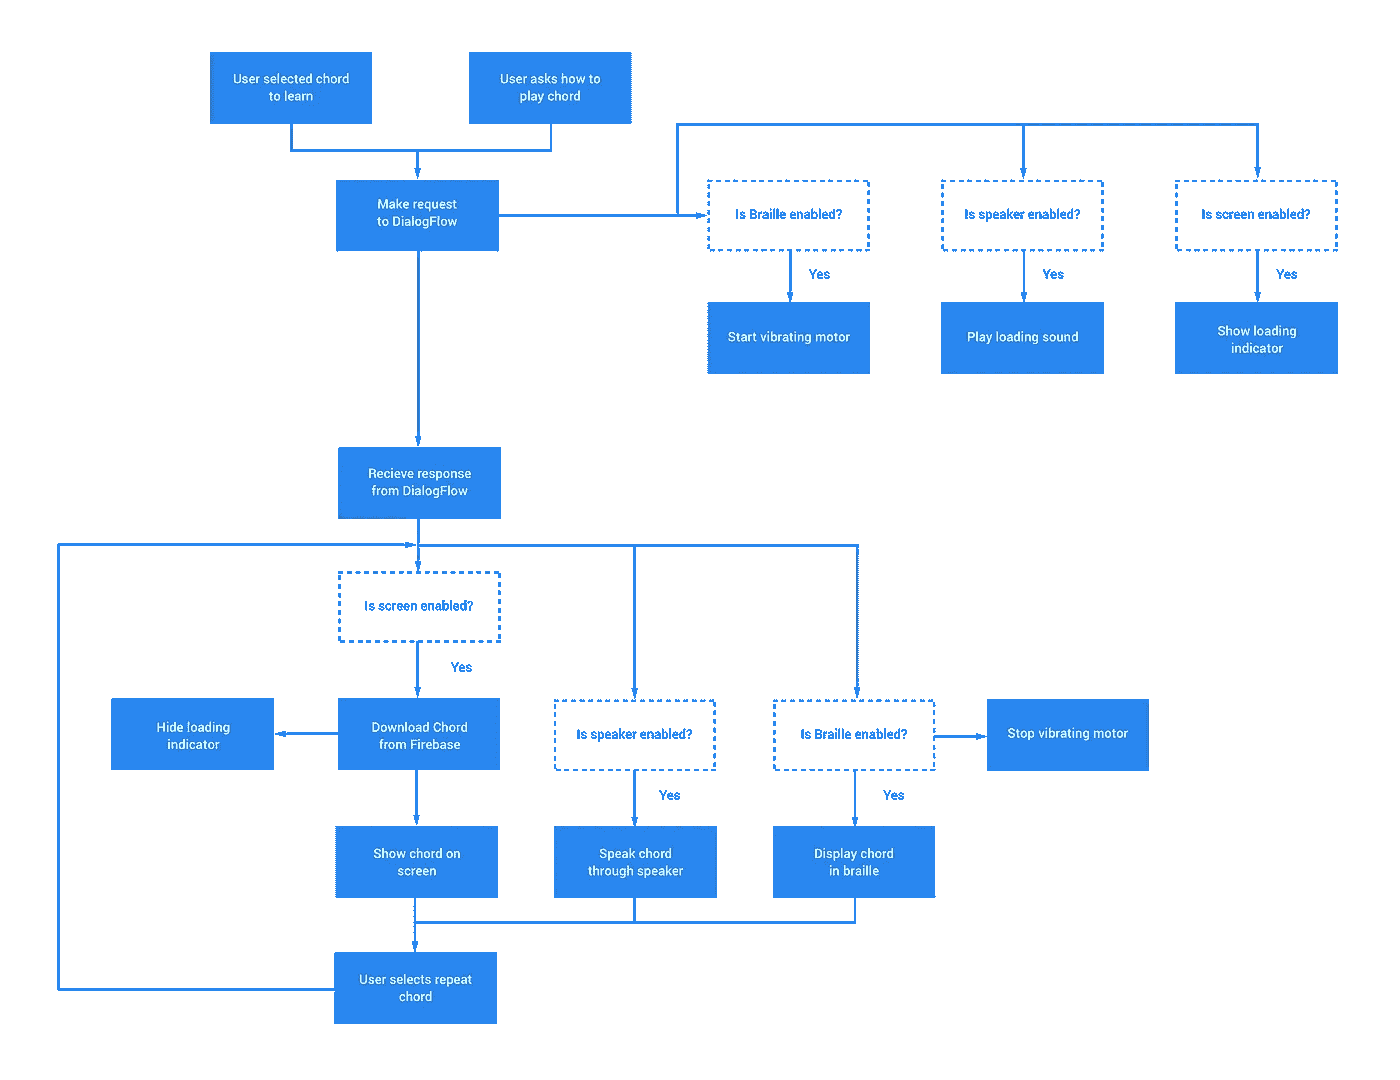 User selected chord
to learn
User asks how to
play chord
Make request
to DialogFlow
Is Braille enabled?
Is speaker enabled?
Is screen enabled?
Yes
Yes
Yes
Start vibrating motor
Play loading sound
Show loading
indicator
Recieve response
from DialogFlow
Is screen enabled?
Yes
Hide loading
indicator
Download Chord
from Firebase
Is speaker enabled?
Is Braille enabled?
Stop vibrating motor
Yes
Yes
Show chord on
screen
Speak chord
through speaker
Display chord
in braille
User selects repeat
chord